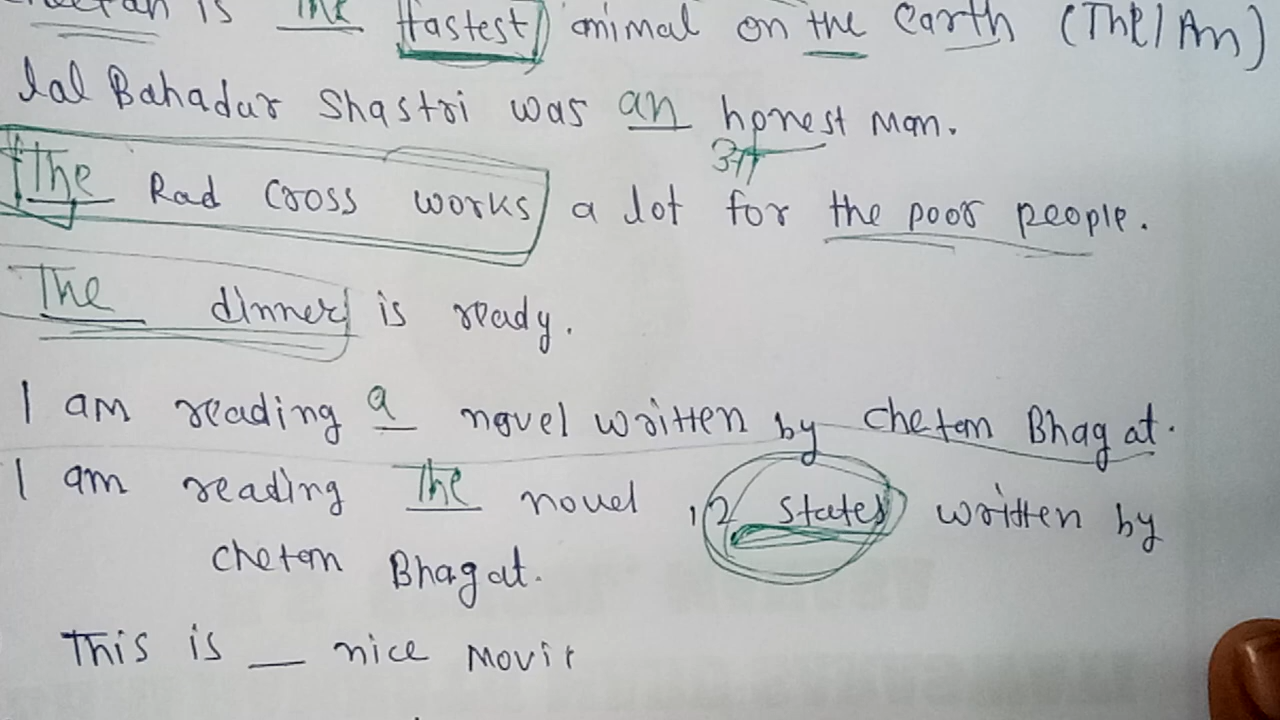 is the fastest animal on the earth (The/An)
lal Bahadur Shastri was an honest man.
The Rad Cross works a lot for the poor people.
The dinner is ready.
I am reading a novel written by Chetan Bhagat.
I am reading The novel , 2 States written by
Chetan Bhagat.
This is __ nice Movie